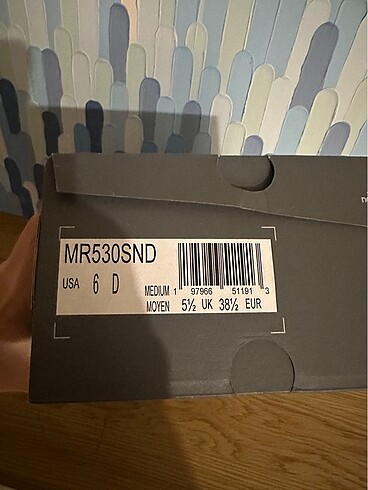 MR530SND
USA 6 D MEDIUM 1 97966 51191 3
MOYEN 5½ UK 38½ EUR